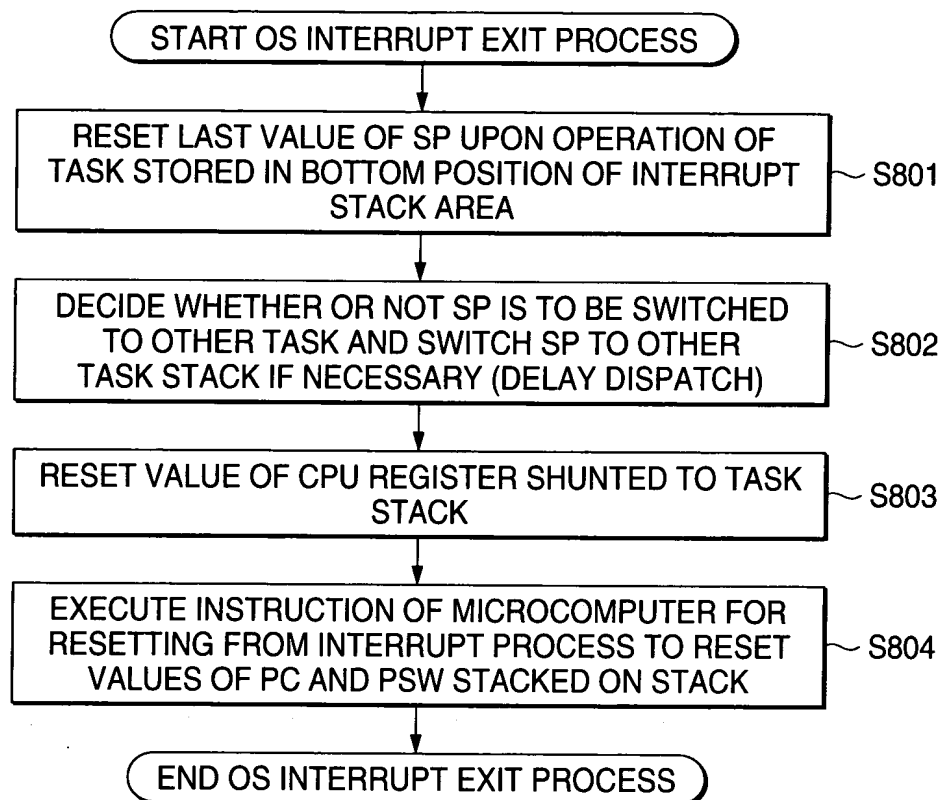 START OS INTERRUPT EXIT PROCESS
RESET LAST VALUE OF SP UPON OPERATION OF
TASK STORED IN BOTTOM POSITION OF INTERRUPT
STACK AREA
S801
DECIDE WHETHER OR NOT SP IS TO BE SWITCHED
TO OTHER TASK AND SWITCH SP TO OTHER
TASK STACK IF NECESSARY (DELAY DISPATCH)
S802
RESET VALUE OF CPU REGISTER SHUNTED TO TASK
STACK
S803
EXECUTE INSTRUCTION OF MICROCOMPUTER FOR
RESETTING FROM INTERRUPT PROCESS TO RESET
VALUES OF PC AND PSW STACKED ON STACK
S804
END OS INTERRUPT EXIT PROCESS